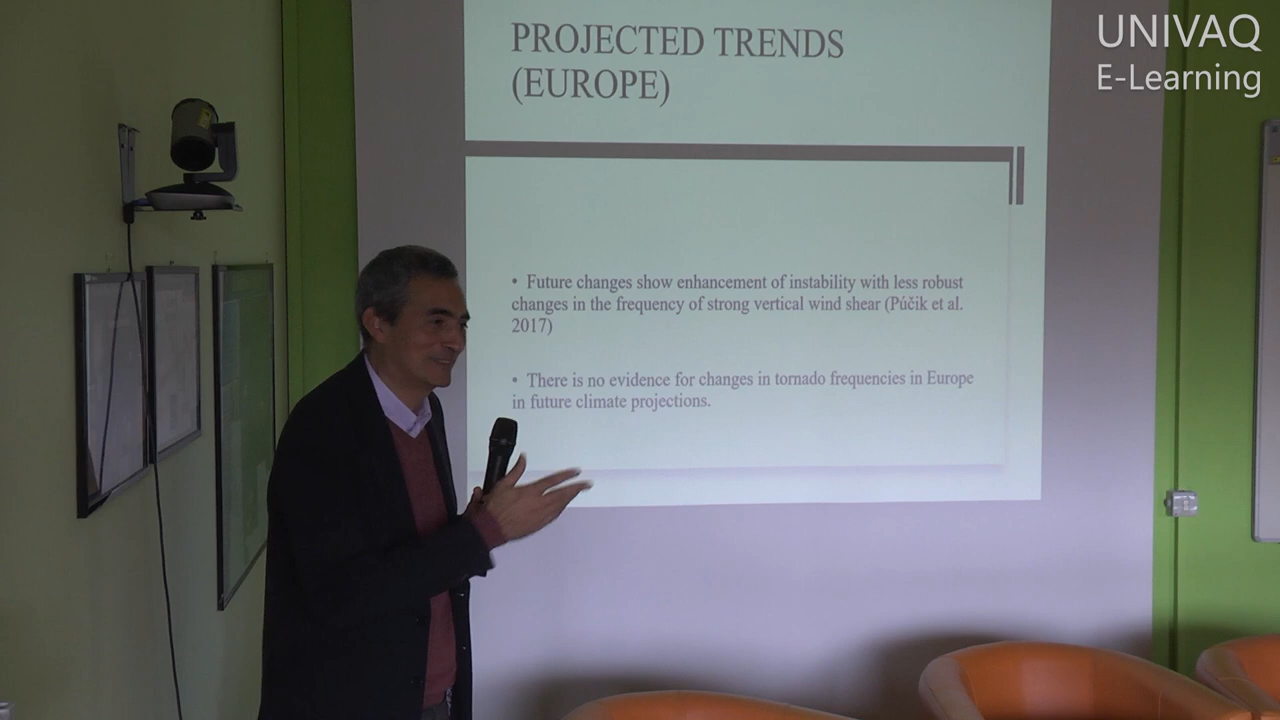 UNIVAQ
E-Learning
PROJECTED TRENDS
(EUROPE)
• Future changes show enhancement of instability with less robust
changes in the frequency of strong vertical wind shear (Púčik et al.
2017)
• There is no evidence for changes in tornado frequencies in Europe
in future climate projections.